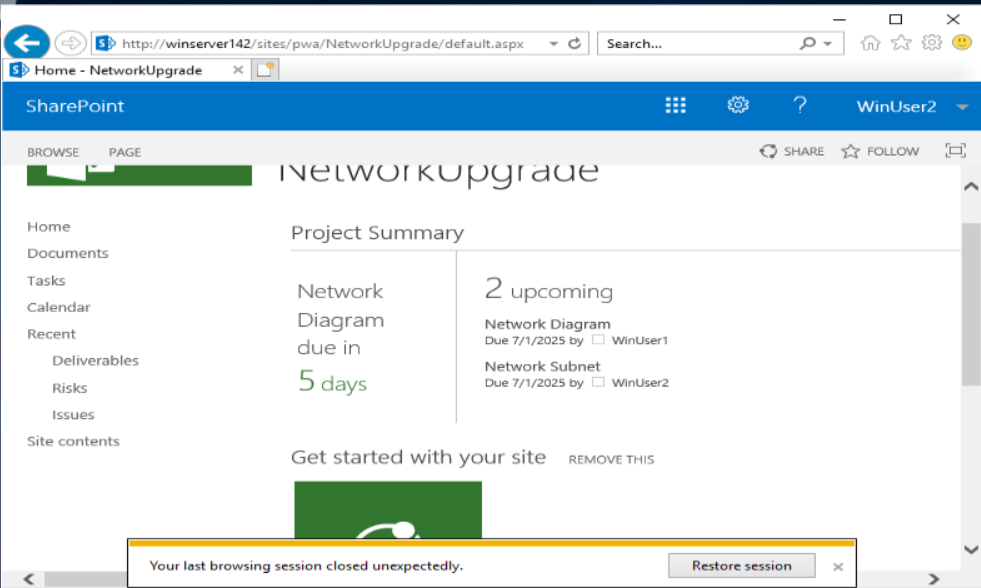 http://winserver142/sites/pwa/NetworkUpgrade/default.aspx
Search...
Home - NetworkUpgrade
SharePoint
?
WinUser2
BROWSE PAGE
SHARE FOLLOW
NetworkUpgrade
Home
Documents
Tasks
Calendar
Recent
Deliverables
Risks
Issues
Site contents
Project Summary
Network
Diagram
due in
5 days
2 upcoming
Network Diagram
Due 7/1/2025 by WinUser1
Network Subnet
Due 7/1/2025 by WinUser2
Get started with your site REMOVE THIS
Your last browsing session closed unexpectedly.
Restore session